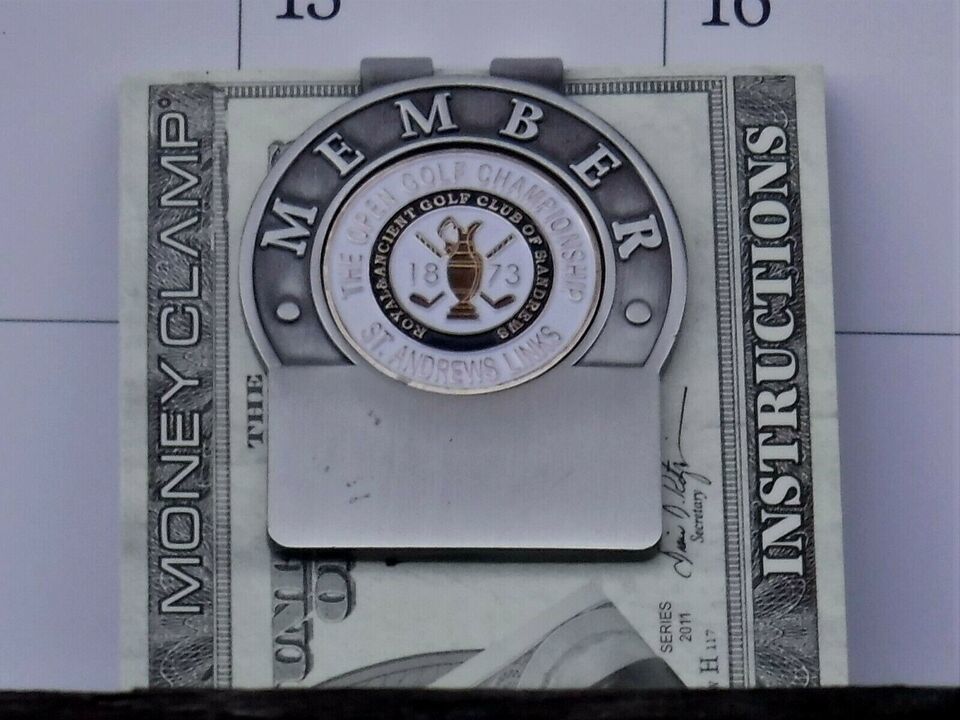 15
16
MONEY CLAMP
MEMBER
THE OPEN GOLF CHAMPIONSHIP
ROYAL & ANCIENT GOLF CLUB OF ST ANDREWS
18 73
ST. ANDREWS LINKS
THE
Secretary
SERIES
2011
H 117
INSTRUCTIONS